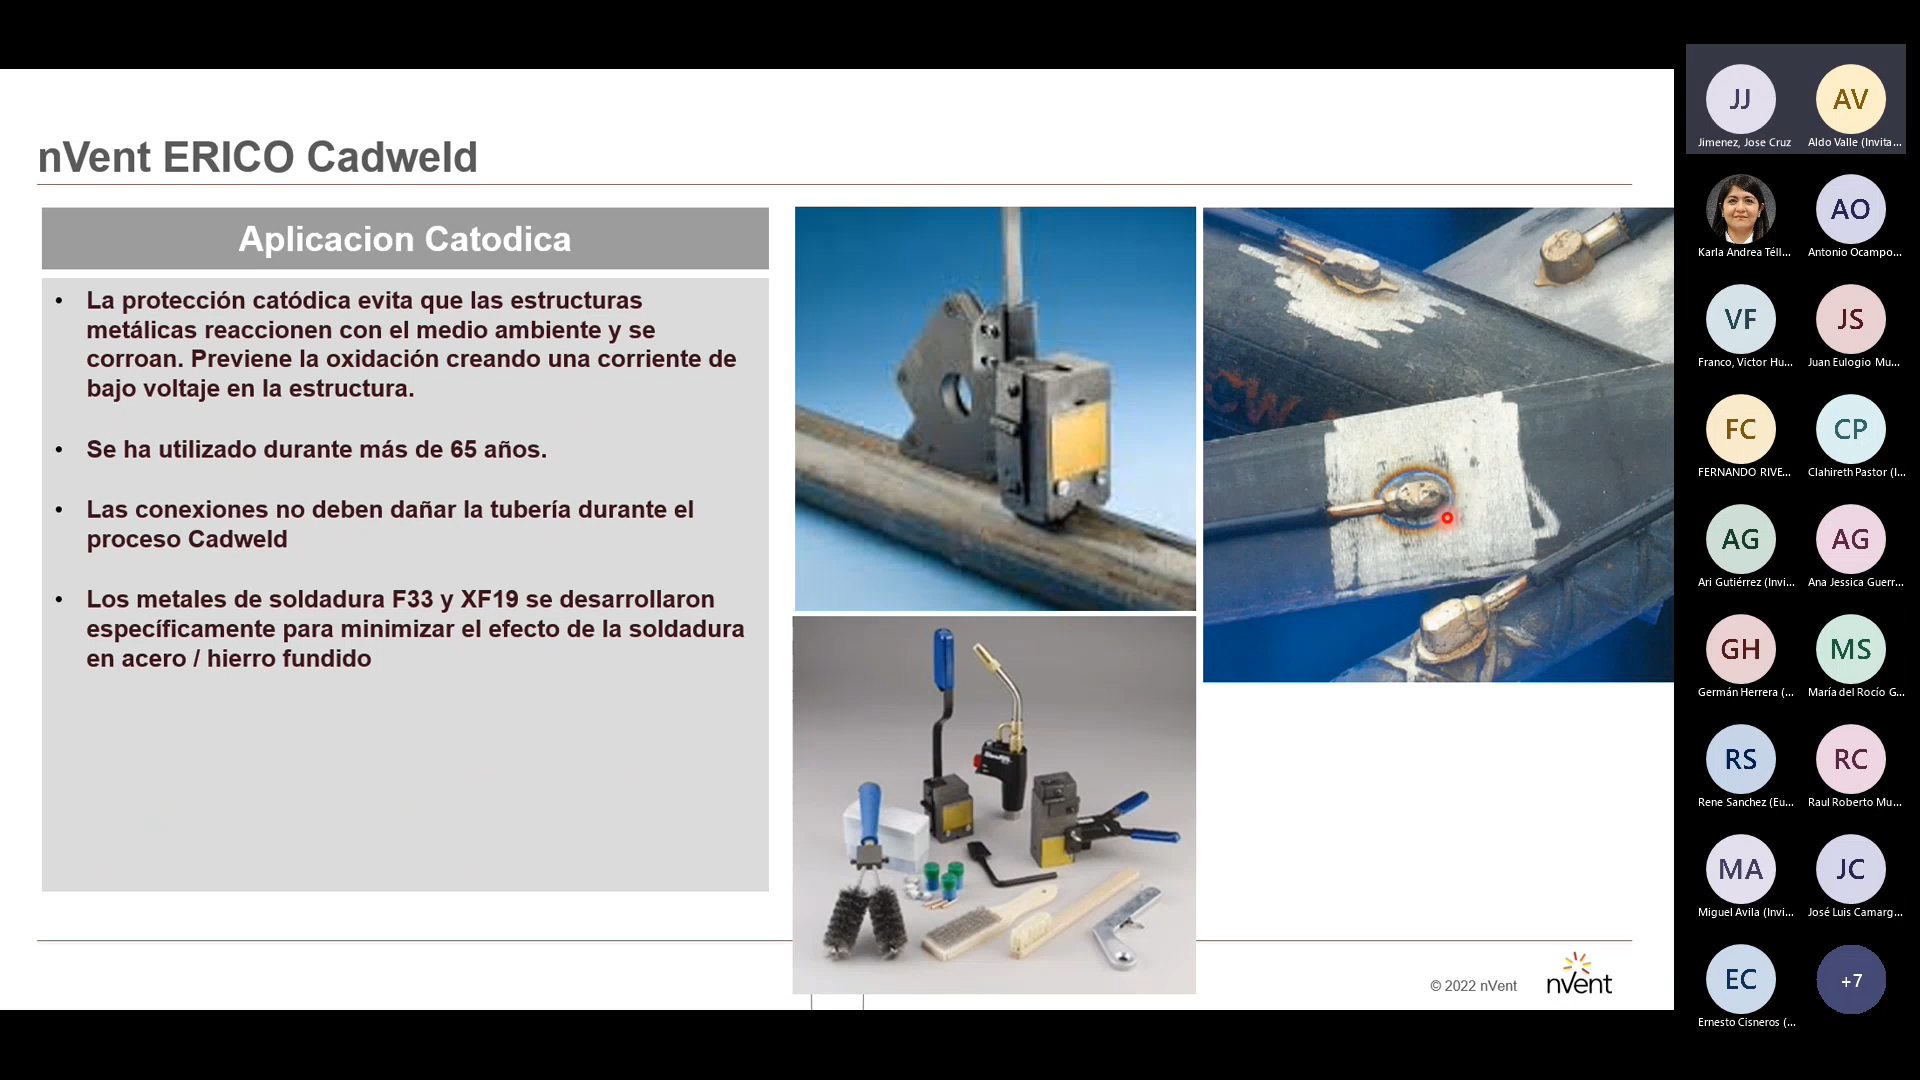 nVent ERICO Cadweld
Aplicacion Catodica
• La protección catódica evita que las estructuras
metálicas reaccionen con el medio ambiente y se
corroan. Previene la oxidación creando una corriente de
bajo voltaje en la estructura.
• Se ha utilizado durante más de 65 años.
• Las conexiones no deben dañar la tubería durante el
proceso Cadweld
• Los metales de soldadura F33 y XF19 se desarrollaron
específicamente para minimizar el efecto de la soldadura
en acero / hierro fundido
CW
© 2022 nVent
nVent
JJ AV
Jimenez, Jose Cruz Aldo Valle (Invita...
AO
Karla Andrea Téll... Antonio Ocampo...
VF JS
Franco, Victor Hu... Juan Eulogio Mu...
FC CP
FERNANDO RIVE... Clahireth Pastor (I...
AG AG
Ari Gutiérrez (Invi... Ana Jessica Guerr...
GH MS
Germán Herrera (... María del Rocío G...
RS RC
Rene Sanchez (Eu... Raul Roberto Mu...
MA JC
Miguel Avila (Invi... José Luis Camarg...
EC +7
Ernesto Cisneros (...